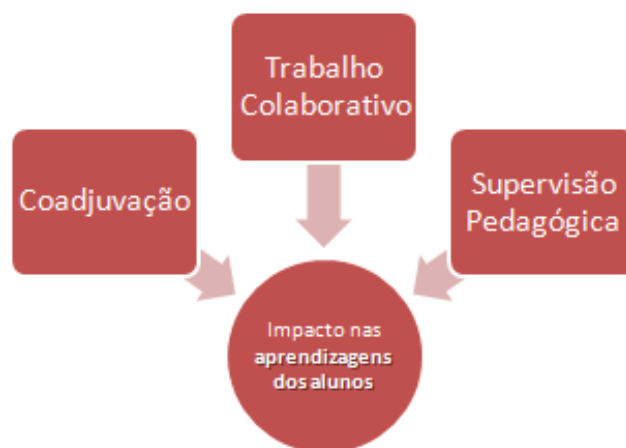 Trabalho
Colaborativo
Coadjuvação
Supervisão
Pedagógica
Impacto nas
aprendizagens
dos alunos